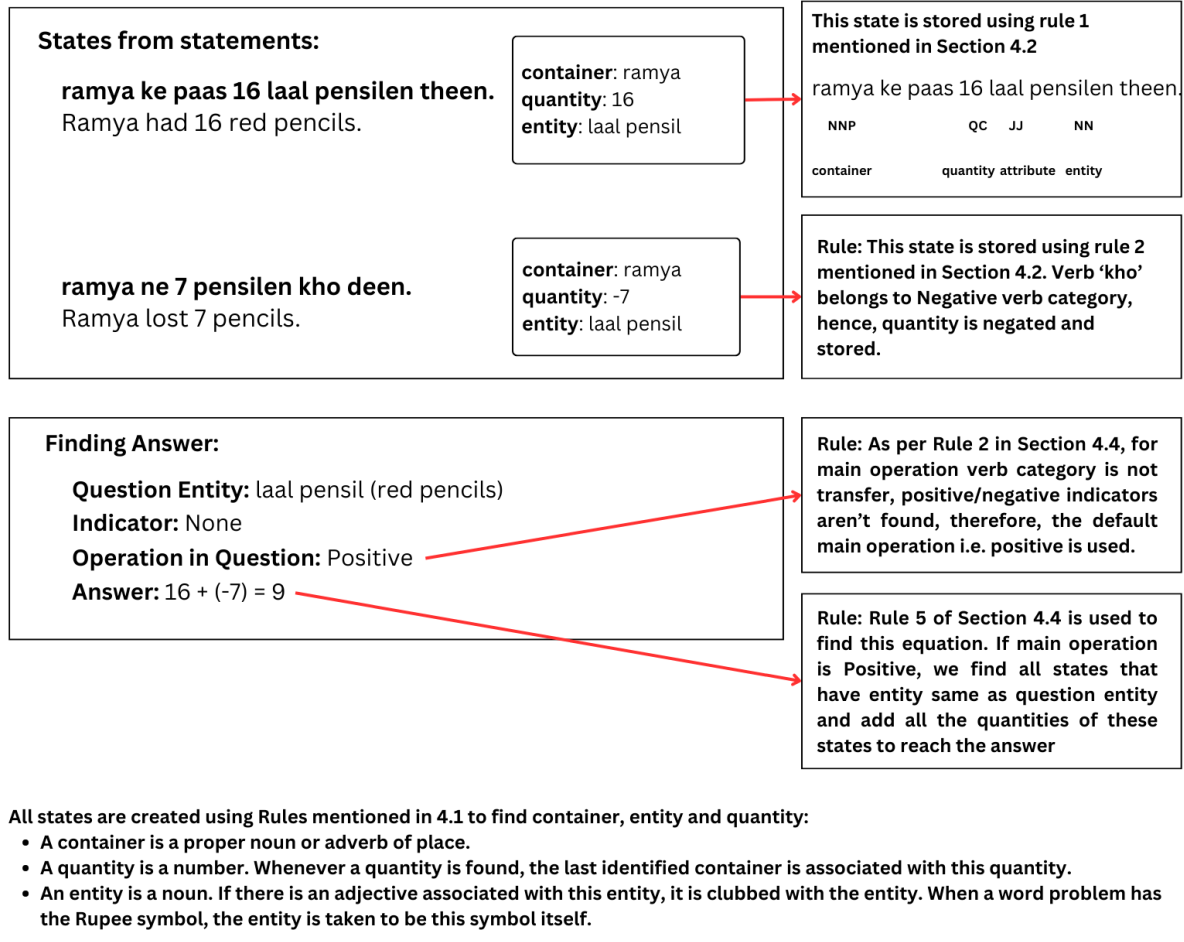 States from statements:
ramya ke paas 16 laal pensilen theen.
Ramya had 16 red pencils.
container: ramya
quantity: 16
entity: laal pensil
This state is stored using rule 1
mentioned in Section 4.2
ramya ke paas 16 laal pensilen theen.
NNP QC JJ NN
container quantity attribute entity
ramya ne 7 pensilen kho deen.
Ramya lost 7 pencils.
container: ramya
quantity: -7
entity: laal pensil
Rule: This state is stored using rule 2
mentioned in Section 4.2. Verb ‘kho’
belongs to Negative verb category,
hence, quantity is negated and
stored.
Finding Answer:
Question Entity: laal pensil (red pencils)
Indicator: None
Operation in Question: Positive
Answer: 16 + (-7) = 9
Rule: As per Rule 2 in Section 4.4, for
main operation verb category is not
transfer, positive/negative indicators
aren’t found, therefore, the default
main operation i.e. positive is used.
Rule: Rule 5 of Section 4.4 is used to
find this equation. If main operation
is Positive, we find all states that
have entity same as question entity
and add all the quantities of these
states to reach the answer
All states are created using Rules mentioned in 4.1 to find container, entity and quantity:
• A container is a proper noun or adverb of place.
• A quantity is a number. Whenever a quantity is found, the last identified container is associated with this quantity.
• An entity is a noun. If there is an adjective associated with this entity, it is clubbed with the entity. When a word problem has
the Rupee symbol, the entity is taken to be this symbol itself.